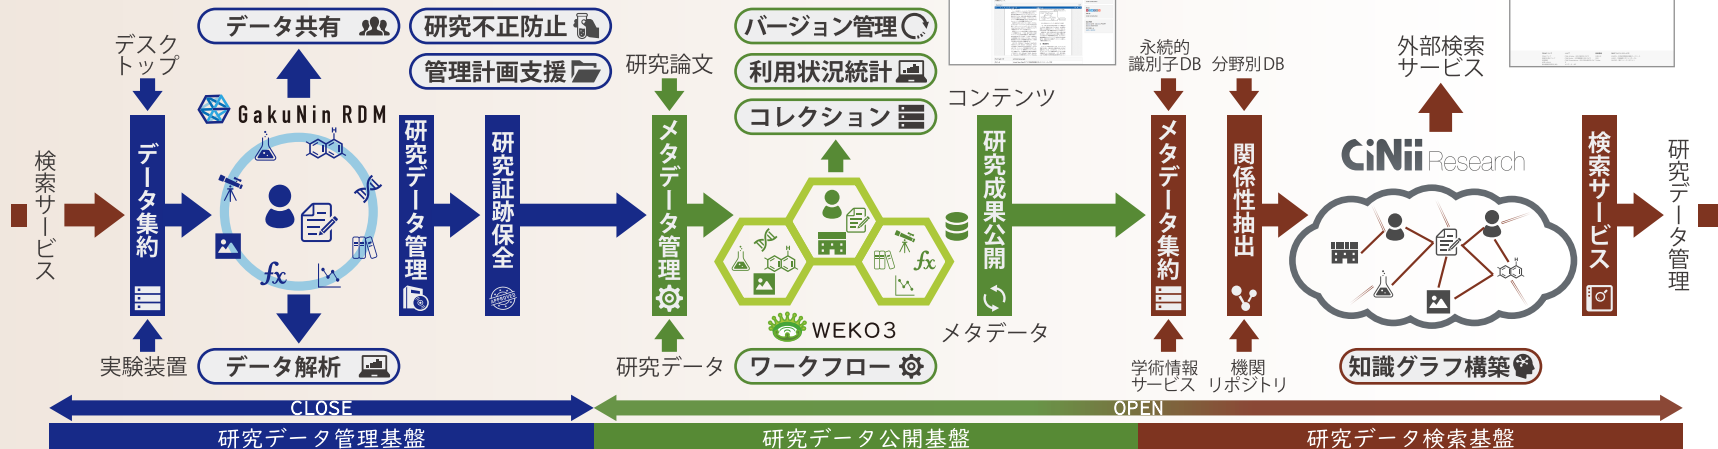 検索サービス
デスク
トップ
データ集約
実験装置
データ共有
GakuNin RDM
fx
データ解析
研究不正防止
管理計画支援
研究データ管理
研究証跡保全
APPROVED
研究論文
メタデータ管理
研究データ
バージョン管理
利用状況統計
コレクション
fx
WEKO3
ワークフロー
コンテンツ
研究成果公開
メタデータ
永続的
識別子DB
メタデータ集約
学術情報
サービス
分野別DB
関係性抽出
機関
リポジトリ
外部検索
サービス
CiNii Research
知識グラフ構築
検索サービス
研究データ管理
CLOSE
OPEN
研究データ管理基盤
研究データ公開基盤
研究データ検索基盤